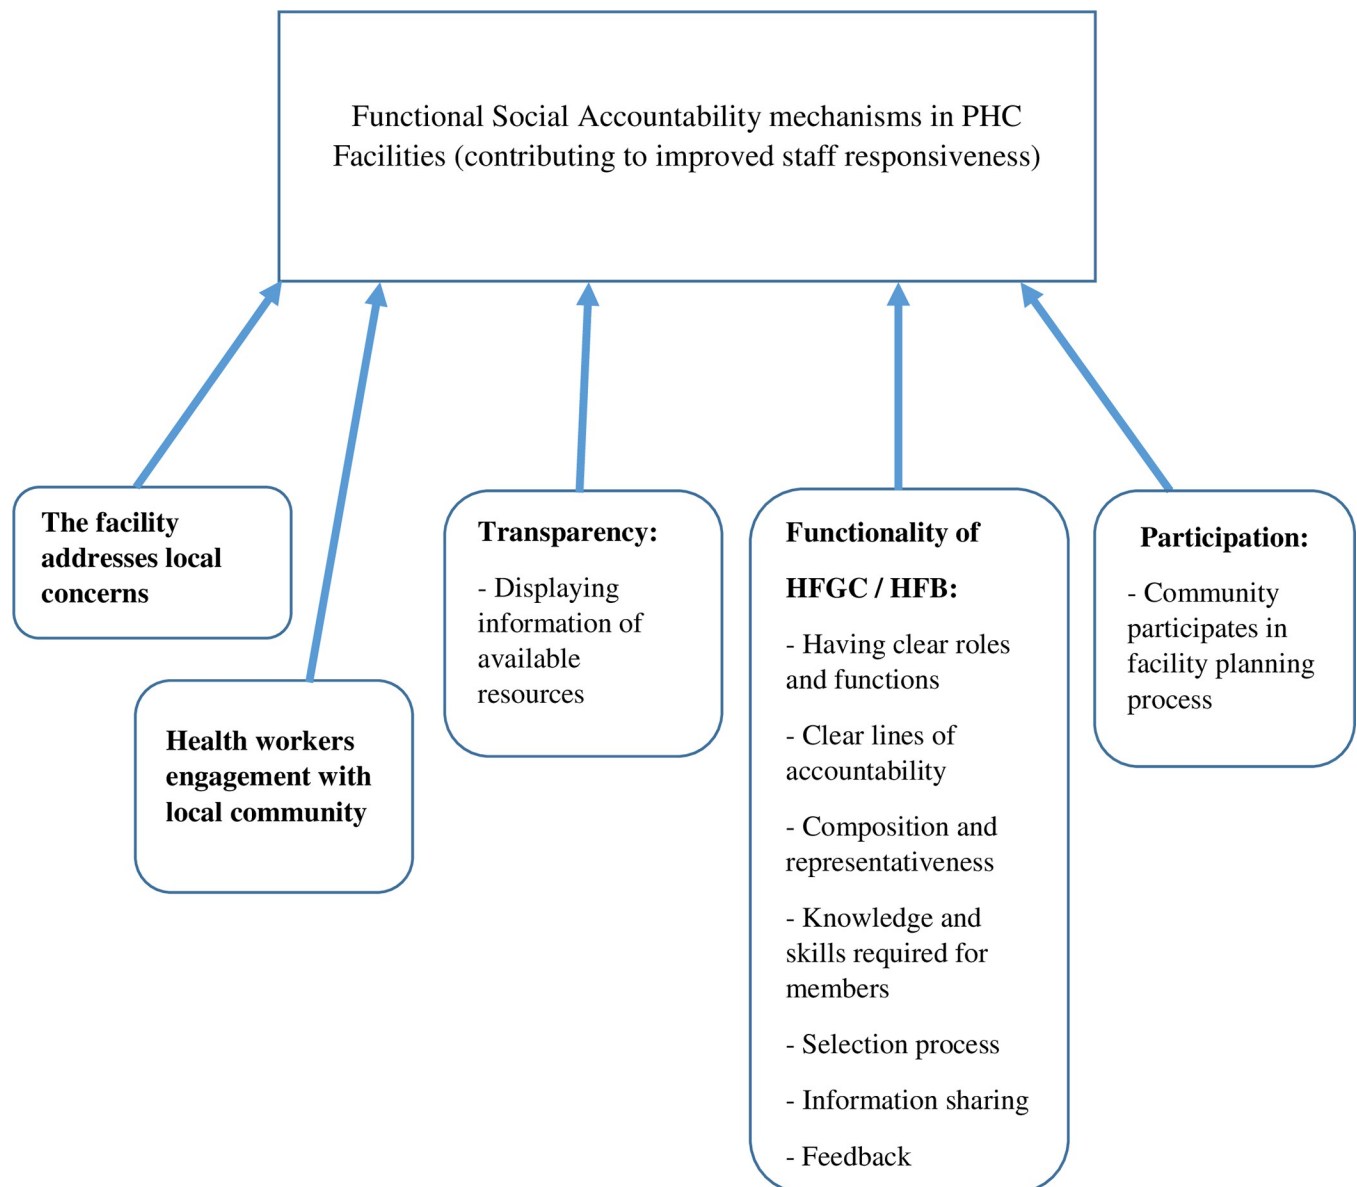 Functional Social Accountability mechanisms in PHC
Facilities (contributing to improved staff responsiveness)
The facility
addresses local
concerns
Health workers
engagement with
local community
Transparency:
- Displaying
information of
available
resources
Functionality of
HFGC / HFB:
- Having clear roles
and functions
- Clear lines of
accountability
- Composition and
representativeness
- Knowledge and
skills required for
members
- Selection process
- Information sharing
- Feedback
Participation:
- Community
participates in
facility planning
process